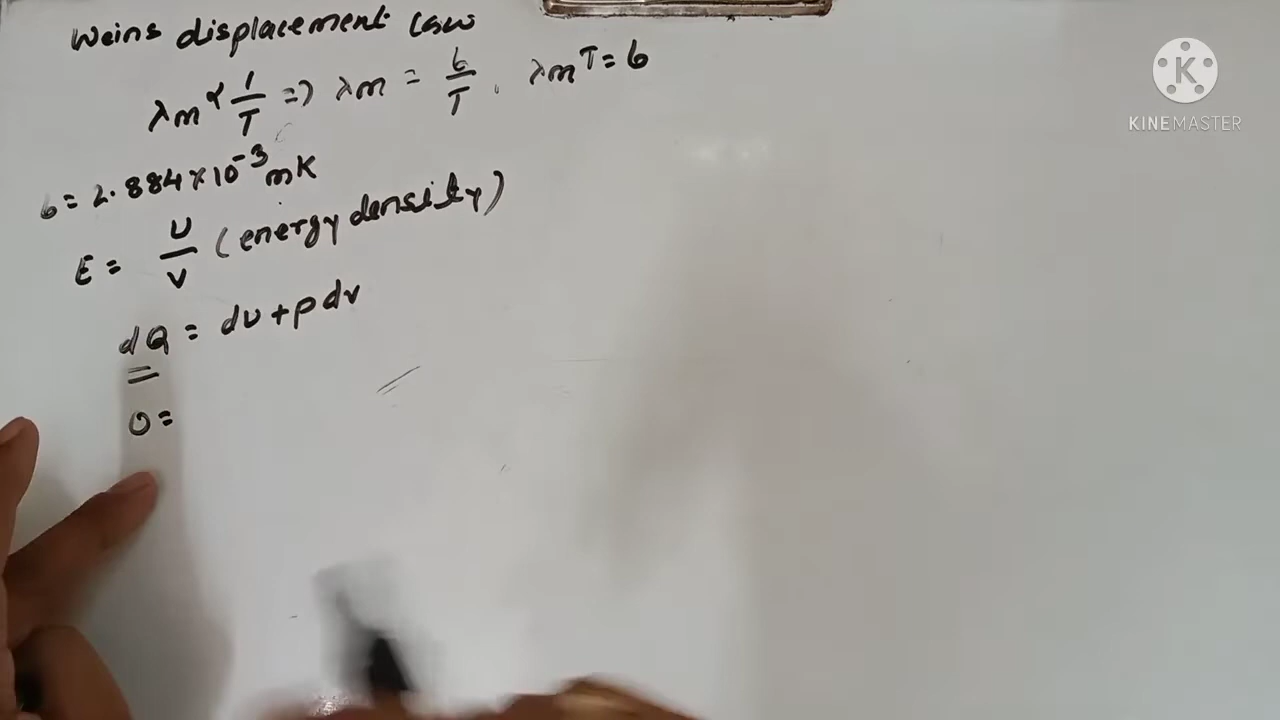 Weins displacement law
λm α 1/T => λm = b/T . λmT = b
b = 2.884 × 10⁻³ mK
E = U/V (energy density)
dQ = dU + pdv
0 =
K
KINEMASTER